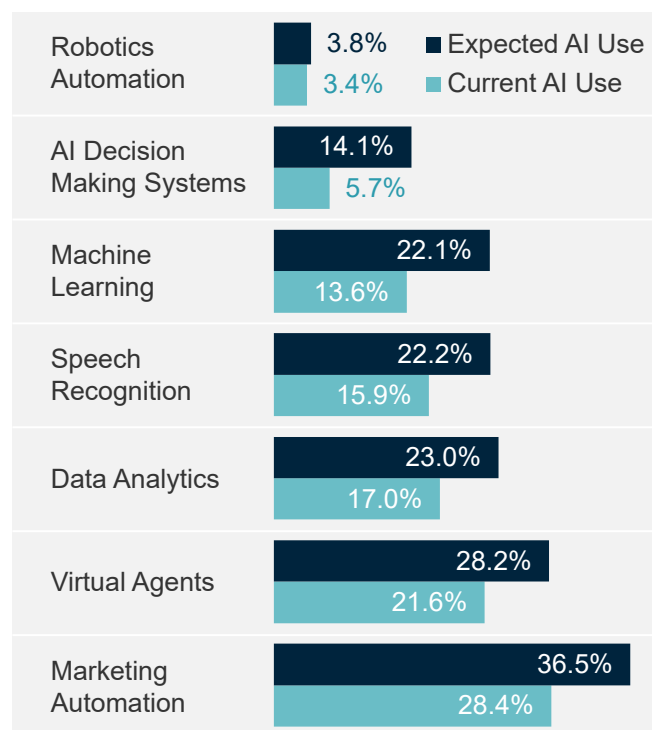 Robotics
Automation
3.8%
3.4%
Expected AI Use
Current AI Use
AI Decision
Making Systems
14.1%
5.7%
Machine
Learning
22.1%
13.6%
Speech
Recognition
22.2%
15.9%
Data Analytics
23.0%
17.0%
Virtual Agents
28.2%
21.6%
Marketing
Automation
36.5%
28.4%